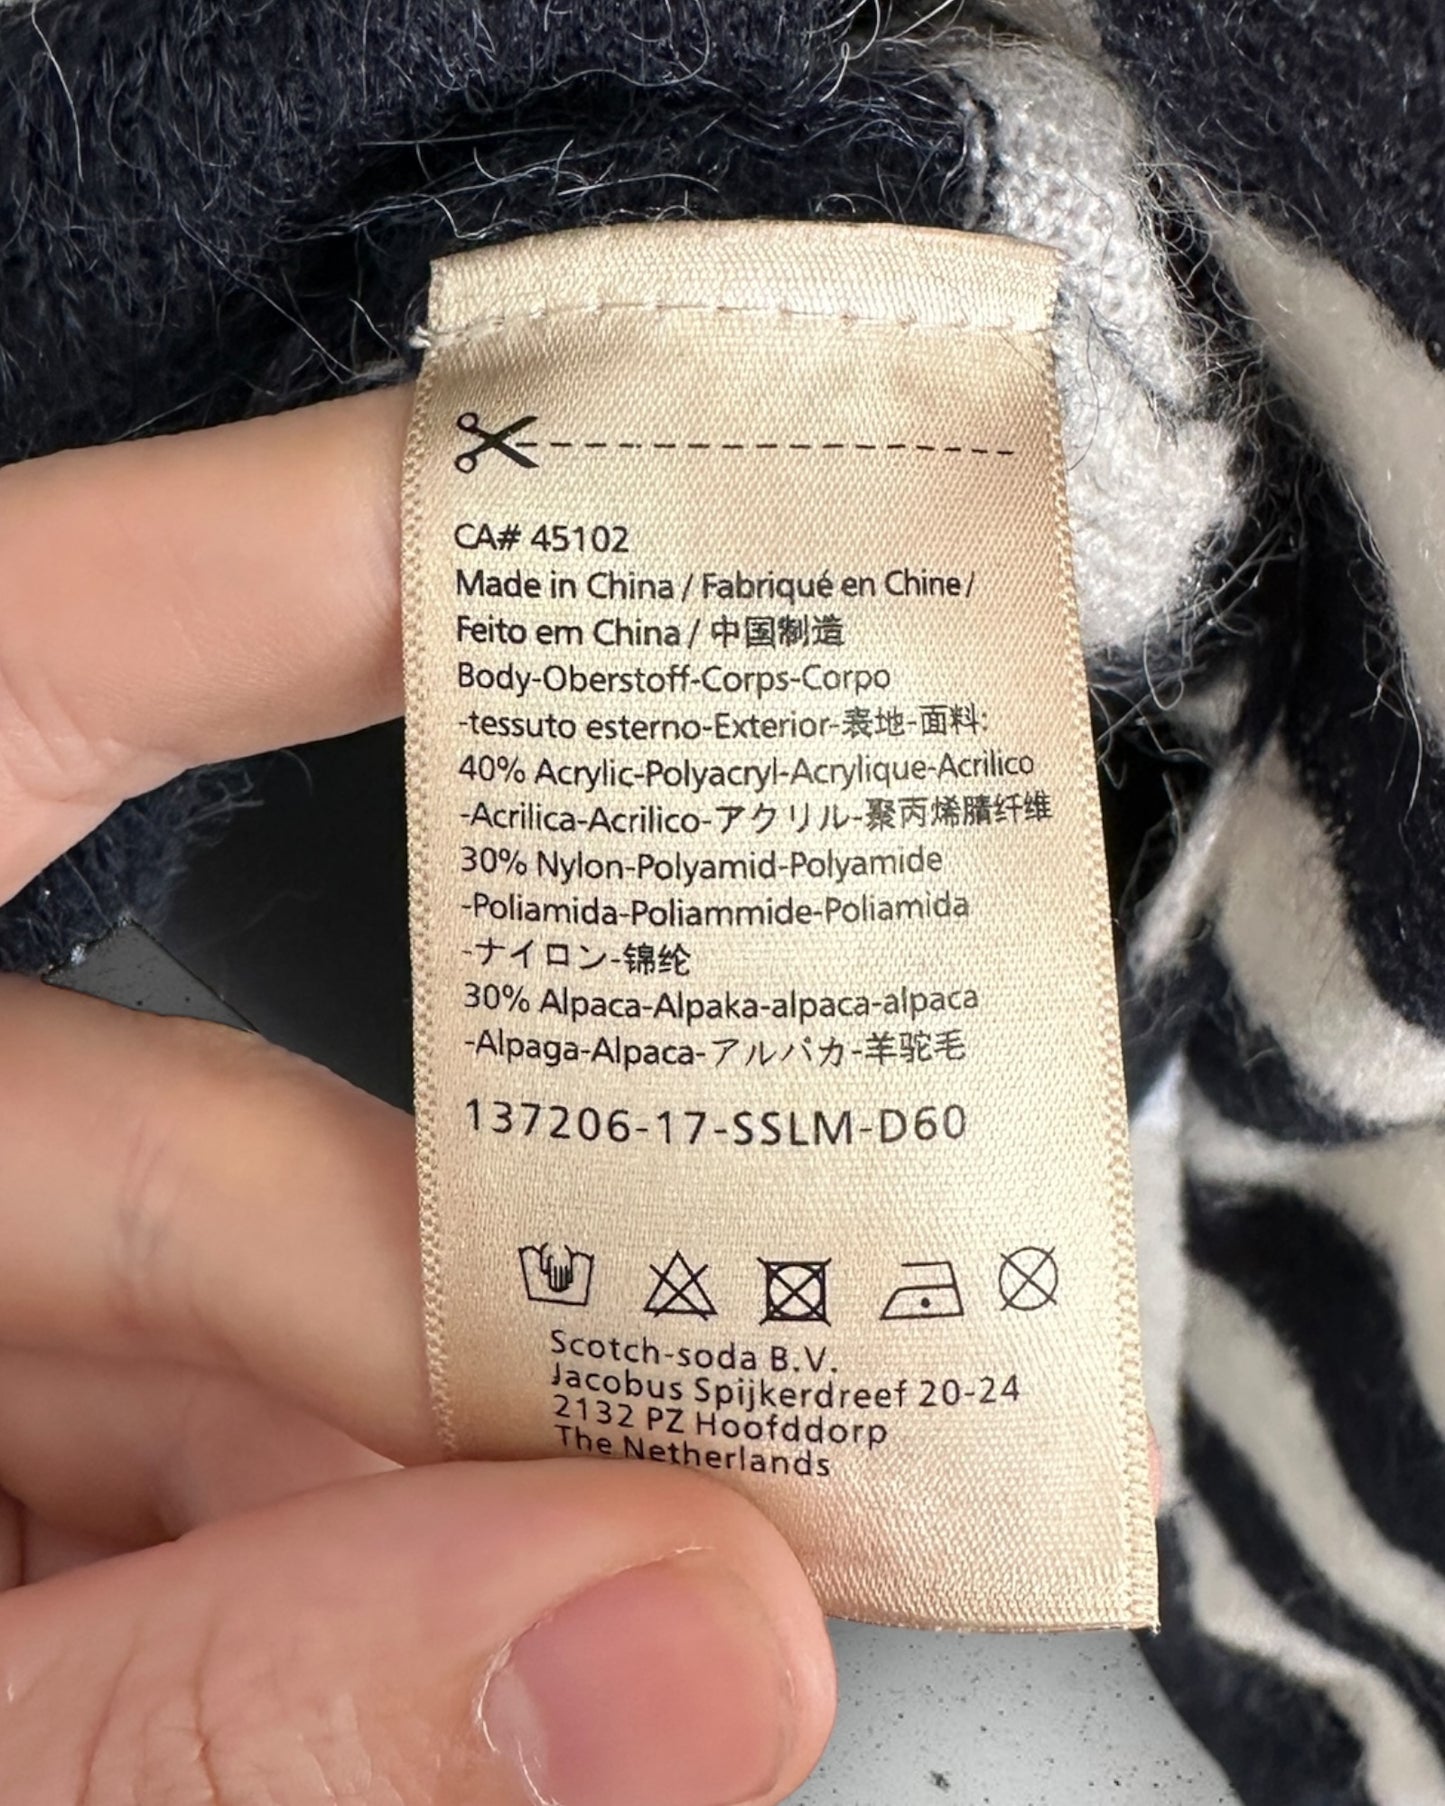 CA# 45102
Made in China / Fabriqué en Chine /
Feito em China / 中国制造
Body-Oberstoff-Corps-Corpo
-tessuto esterno-Exterior-表地-面料:
40% Acrylic-Polyacryl-Acrylique-Acrilico
-Acrilica-Acrilico-アクリル-聚丙烯腈纤维
30% Nylon-Polyamid-Polyamide
-Poliamida-Poliammide-Poliamida
-ナイロン-锦纶
30% Alpaca-Alpaka-alpaca-alpaca
-Alpaga-Alpaca-アルパカ-羊驼毛
137206-17-SSLM-D60
Scotch-soda B.V.
Jacobus Spijkerdreef 20-24
2132 PZ Hoofddorp
The Netherlands